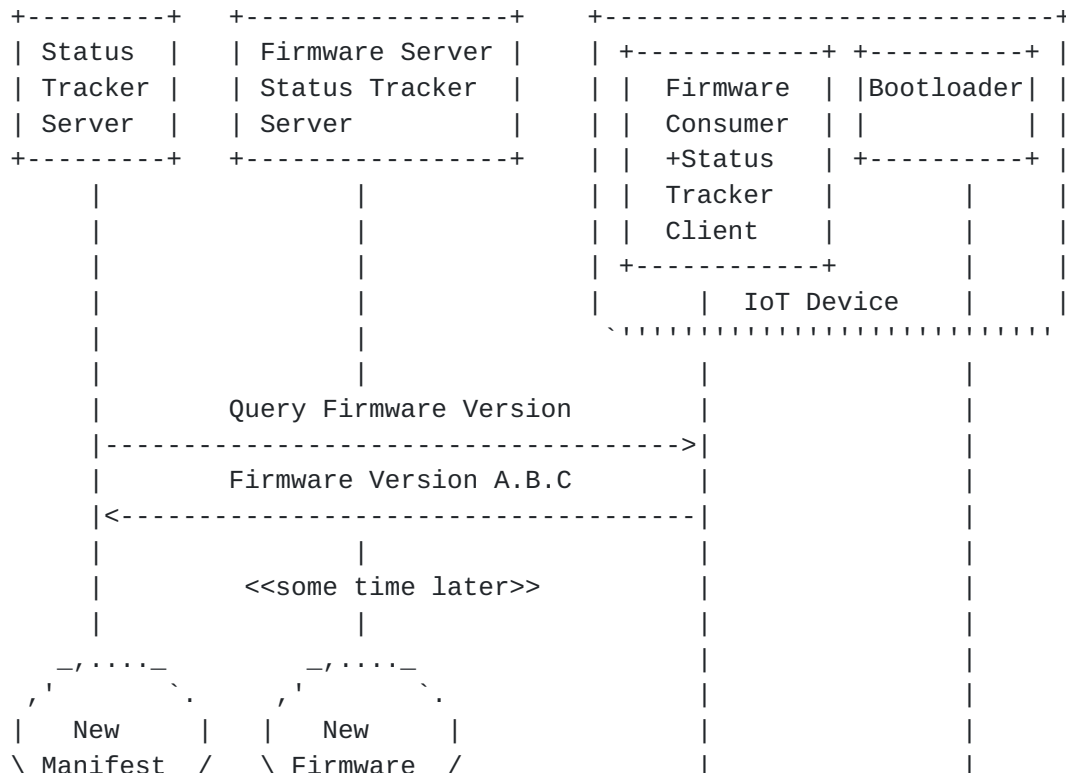 Status Firmware Server
Tracker Status Tracker Firmware Bootloader
Server Server Consumer
+Status
Tracker
Client
IoT Device
Query Firmware Version
Firmware Version A.B.C
<<some time later>>
New New
Manifest Firmware